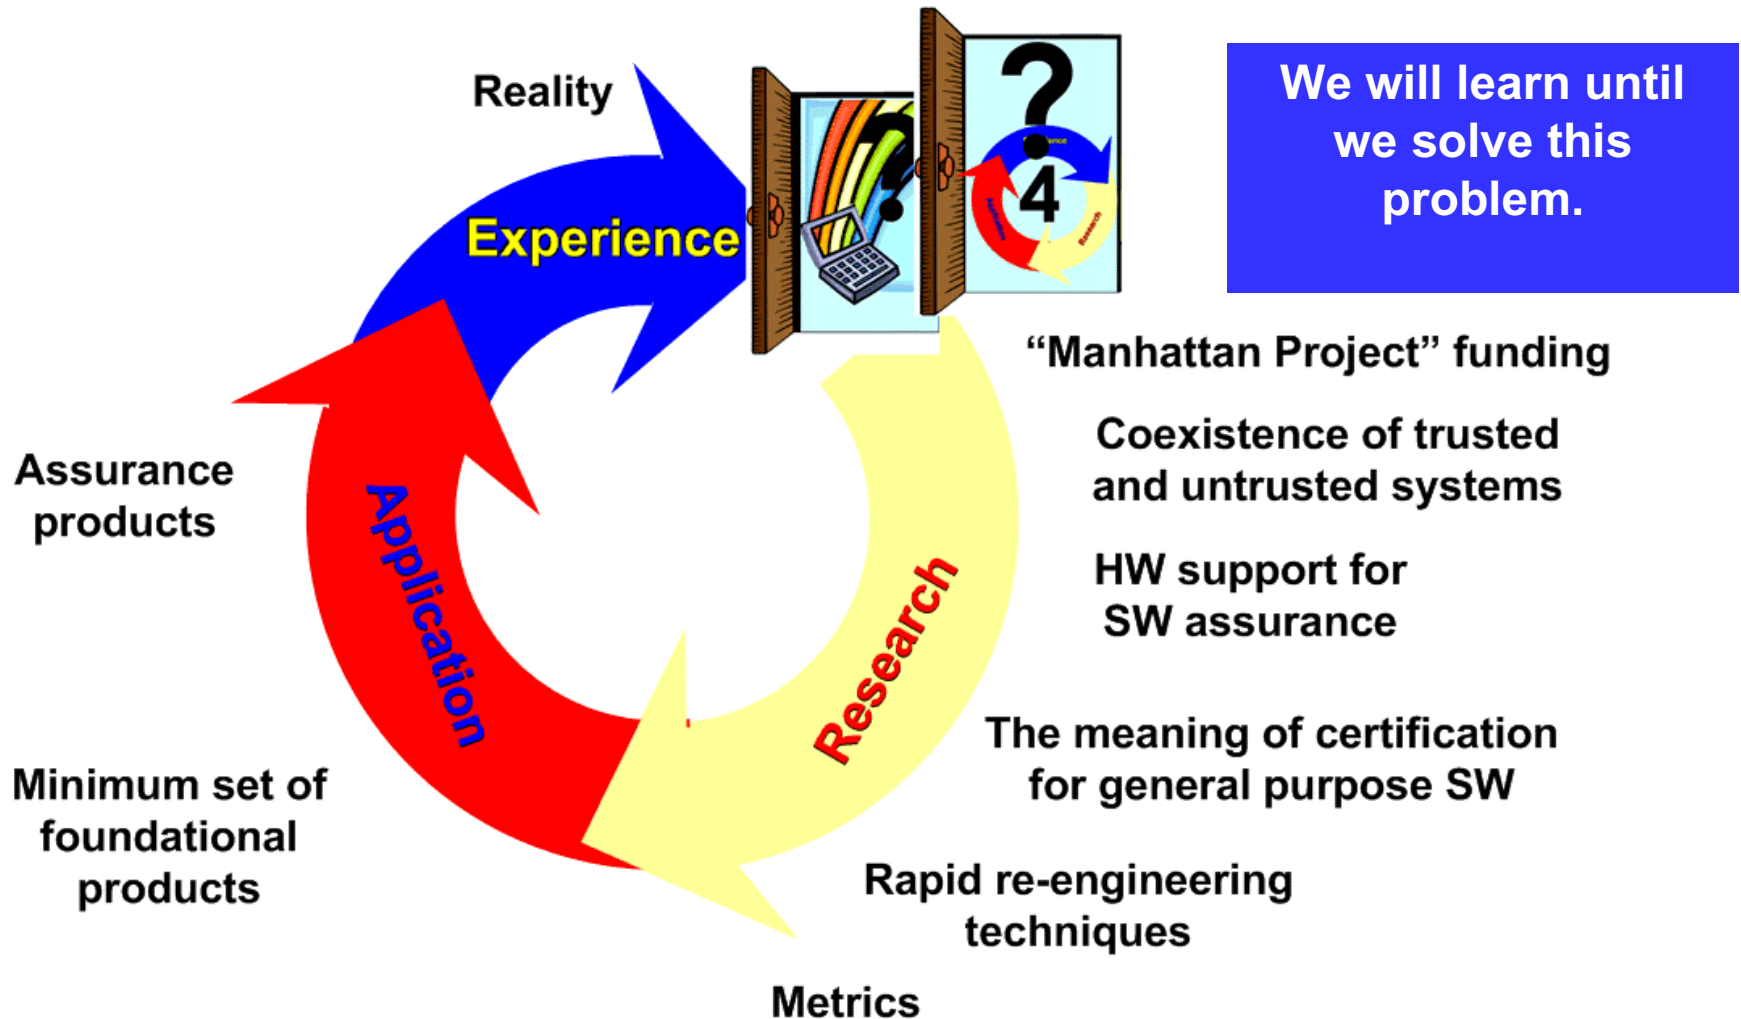 Reality
Experience
?
?
4
Application
Research
We will learn until
we solve this
problem.
“Manhattan Project” funding
Coexistence of trusted
and untrusted systems
HW support for
SW assurance
The meaning of certification
for general purpose SW
Rapid re-engineering
techniques
Metrics
Research
Minimum set of
foundational
products
Application
Assurance
products